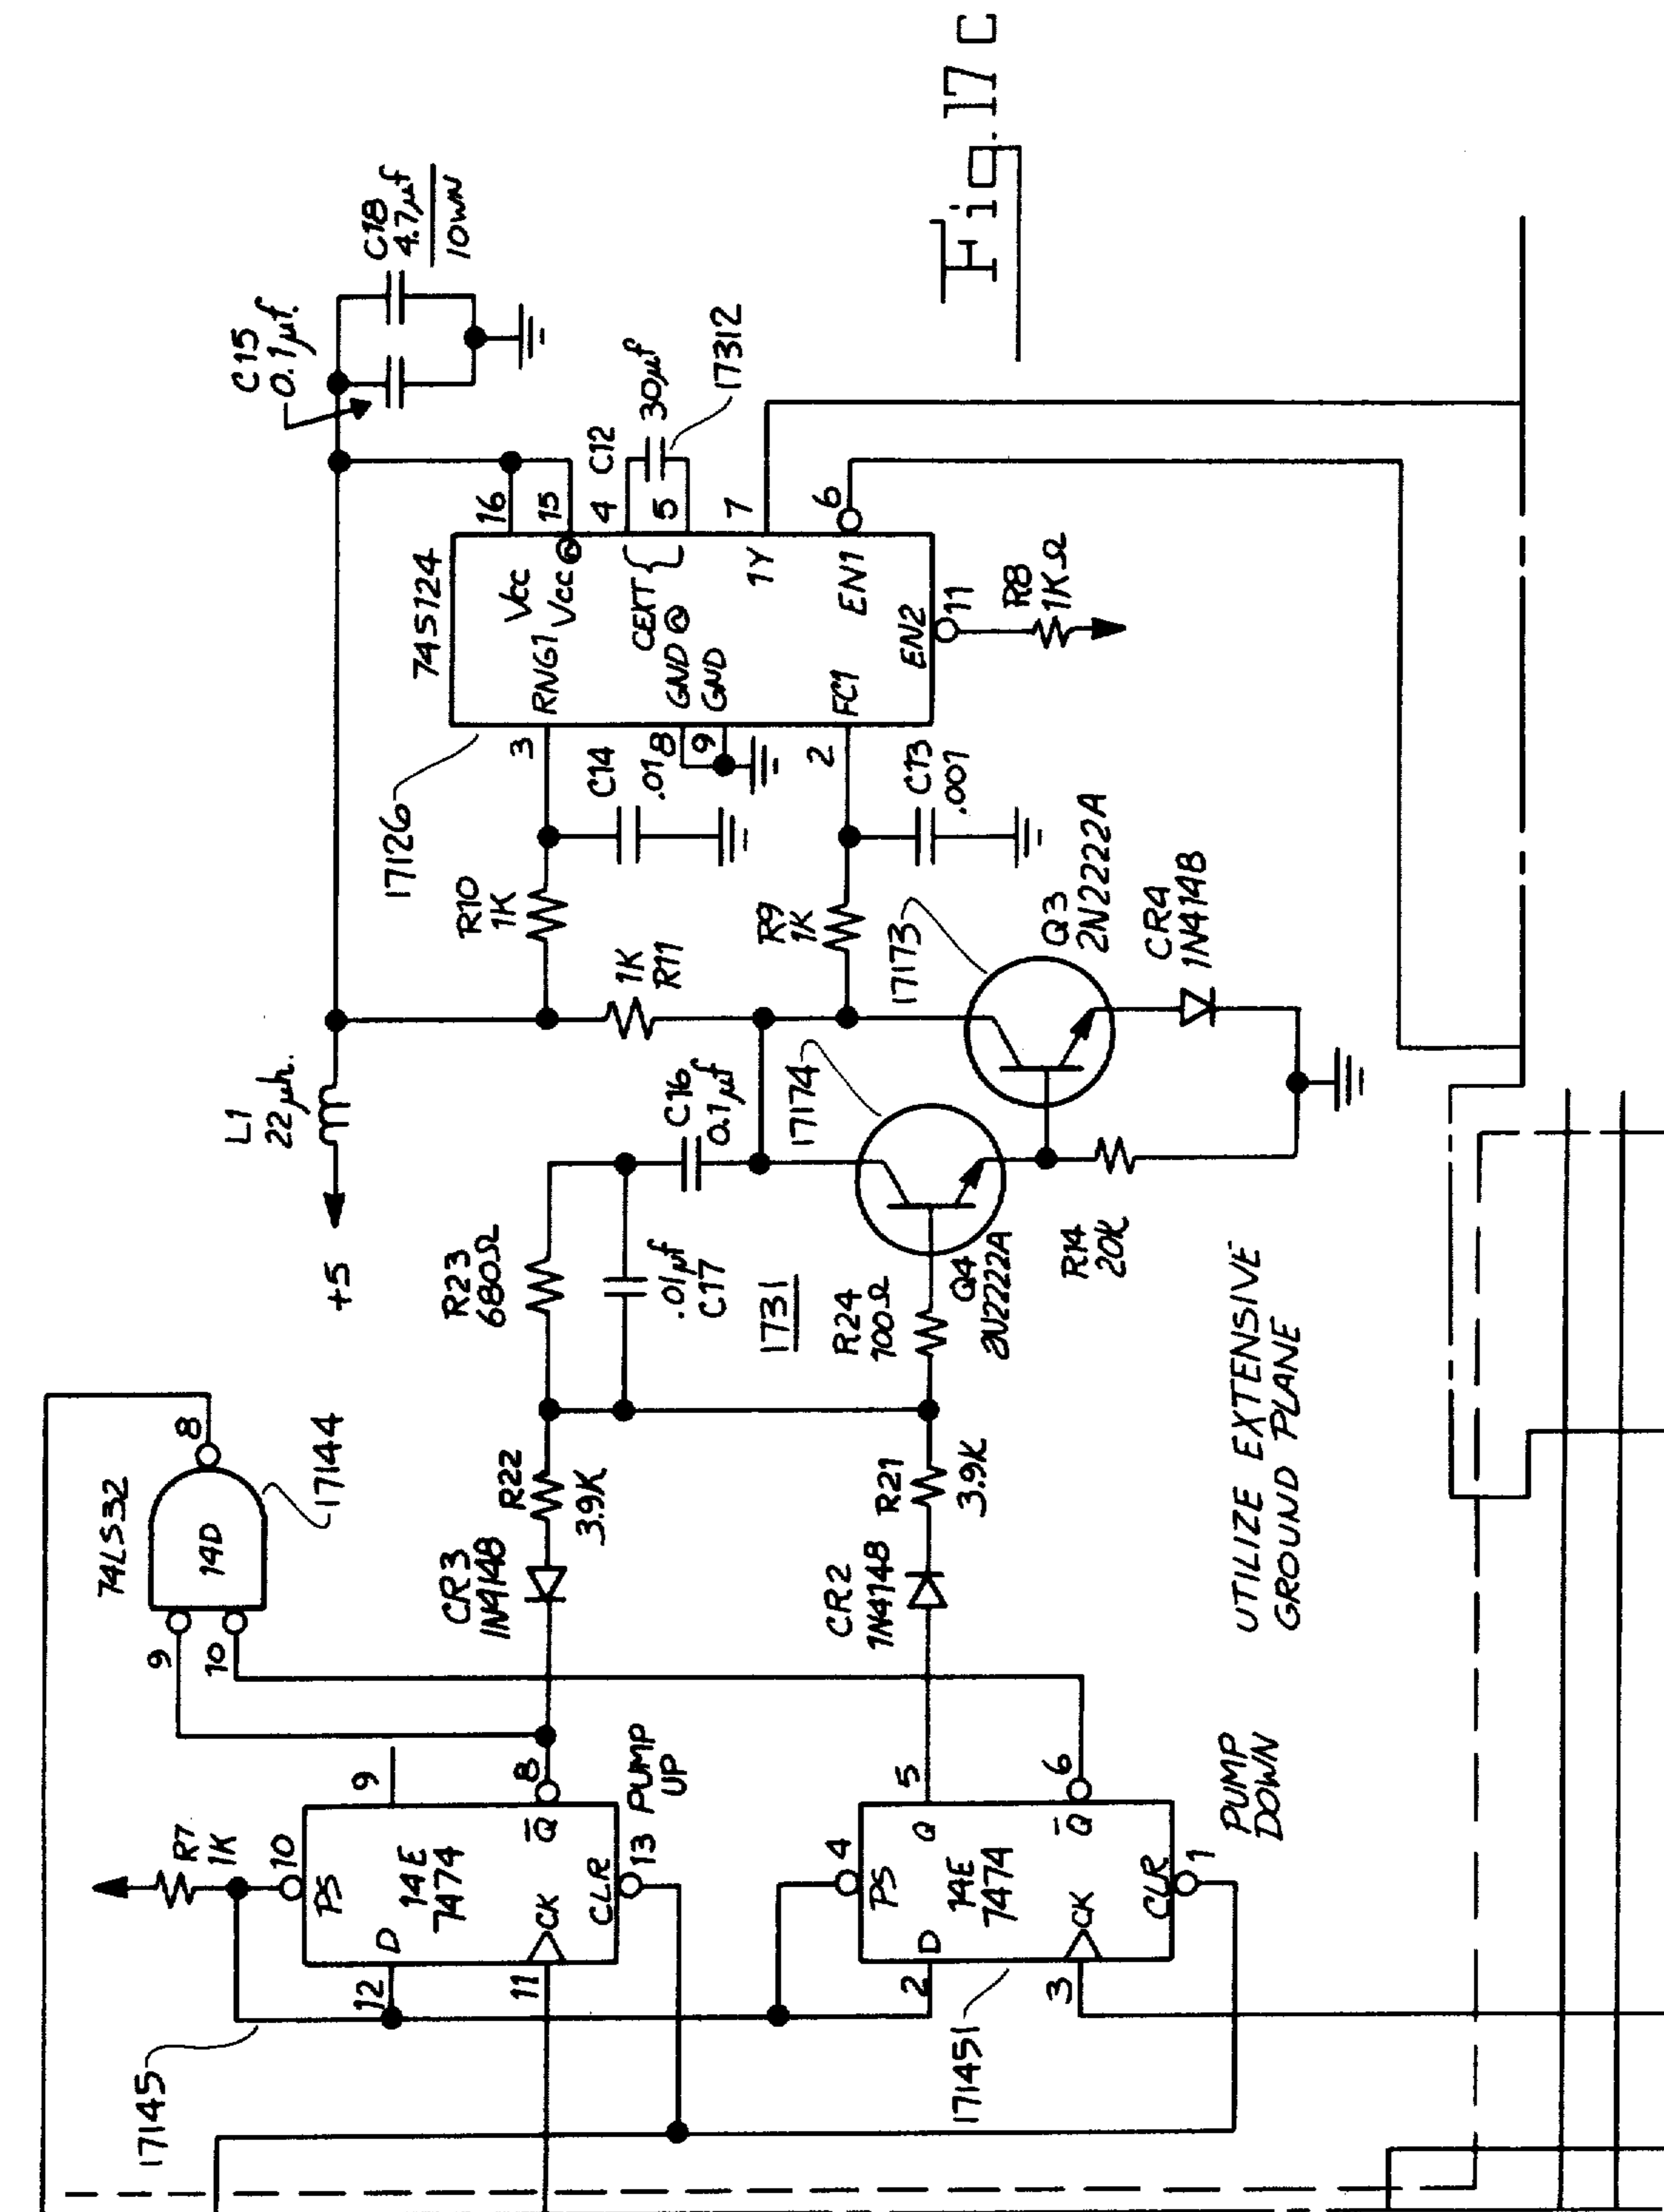 74LS32
14D
9
10
8
17144
R7
1K
17145
10
PS
12
D
14E
7474
9
Q̅
8
11
CK
CLR
13
PUMP
UP
4
PS
2
D
14E
7474
Q
5
Q̅
6
3
CK
CLR
1
PUMP
DOWN
17145I
CR3
1N4148
R22
3.9K
CR2
1N4148
R21
3.9K
R23
680Ω
.01µf
C17
1731
C16
0.1µf
R24
100Ω
Q4
2N2222A
17174
R14
20K
UTILIZE EXTENSIVE
GROUND PLANE
L1
22µh.
+5
1K
R11
R10
1K
C14
.01
R9
1K
C13
.001
17173
Q3
2N2222A
CR4
1N4148
17126
74S124
3
RNG1
Vcc
16
Vcc
15
CEXT
4
5
C12
30µf
17312
8
GND
9
GND
1Y
7
2
FC1
EN1
6
EN2
11
R8
1KΩ
C15
0.1µf.
C18
4.7µf
10WN
Fig. 17 C